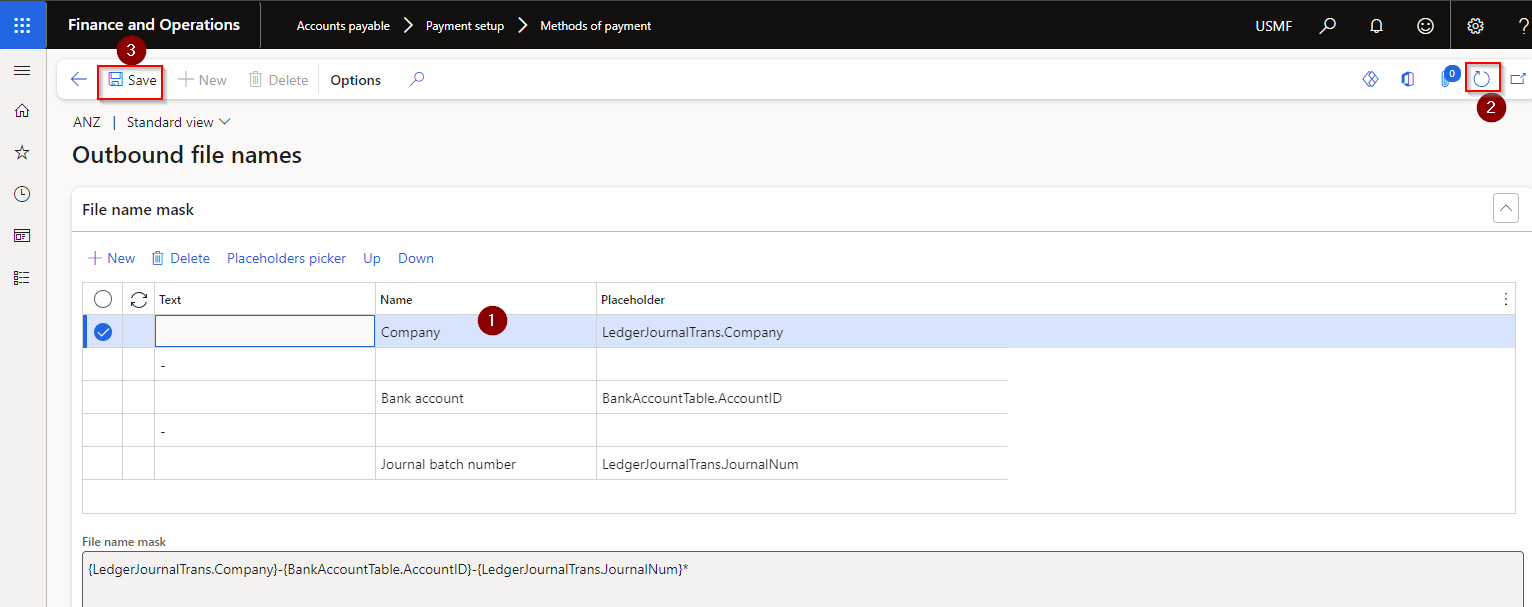 Finance and Operations Accounts payable Payment setup Methods of payment USMF ?
3
Save New Delete Options 0
2
ANZ | Standard view
Outbound file names
File name mask
New Delete Placeholders picker Up Down
Text Name Placeholder
1
Company LedgerJournalTrans.Company
-
Bank account BankAccountTable.AccountID
-
Journal batch number LedgerJournalTrans.JournalNum
File name mask
{LedgerJournalTrans.Company}-{BankAccountTable.AccountID}-{LedgerJournalTrans.JournalNum}*